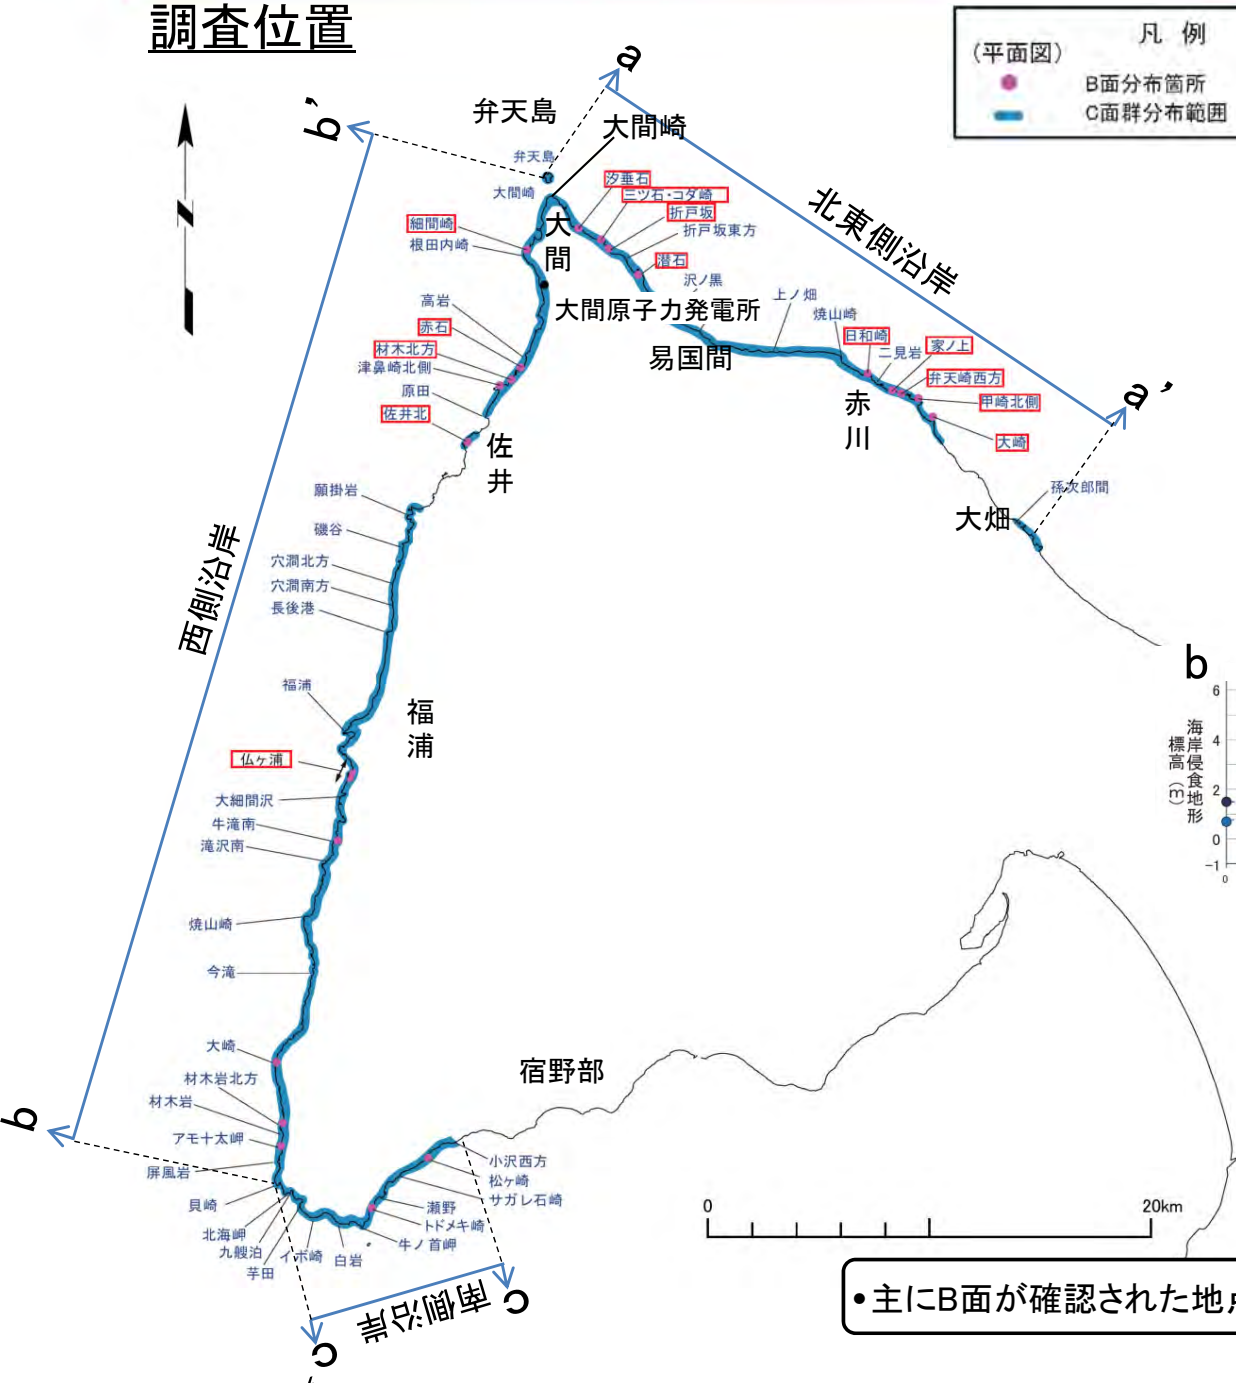 調査位置
凡 例
(平面図)
B面分布箇所
C面群分布範囲
a
b'
弁天島
大間崎
弁天島
大間崎
汐垂石
三ツ石・コダ崎
折戸坂
折戸坂東方
潜石
沢ノ黒
上ノ畑
焼山崎
日和崎
二見岩
家ノ上
弁天崎西方
甲崎北側
大崎
孫次郎間
北東側沿岸
a'
大間
細間崎
根田内崎
大間原子力発電所
易国間
赤川
大畑
高岩
赤石
材木北方
津鼻崎北側
原田
佐井北
佐井
願掛岩
磯谷
穴澗北方
穴澗南方
長後港
西側沿岸
福浦
福浦
仏ヶ浦
大細間沢
牛滝南
滝沢南
焼山崎
今滝
大崎
材木岩北方
材木岩
アモ十太岬
屏風岩
貝崎
北海岬
九艘泊
芋田
イボ崎
白岩
牛ノ首岬
トドメキ崎
瀬野
サガレ石崎
松ヶ崎
小沢西方
宿野部
b
c
南側沿岸
c
b
海岸侵食地形
標高(m)
6
4
2
0
-1
0
0
20km
•主にB面が確認された地点